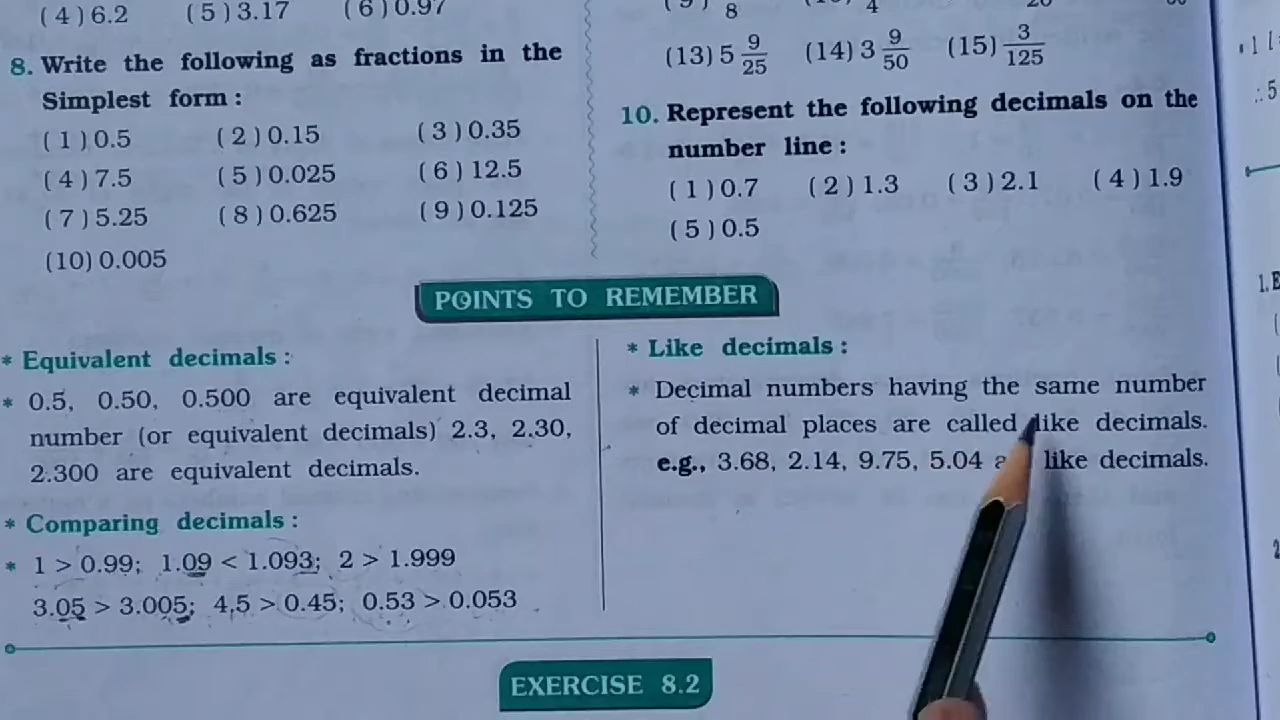 (4)6.2 (5)3.17 (6)0.97
8. Write the following as fractions in the
Simplest form :
(1)0.5 (2)0.15 (3)0.35
(4)7.5 (5)0.025 (6)12.5
(7)5.25 (8)0.625 (9)0.125
(10)0.005
8 4
(13)5 9/25 (14)3 9/50 (15)3/125
10. Represent the following decimals on the
number line :
(1)0.7 (2)1.3 (3)2.1 (4)1.9
(5)0.5
POINTS TO REMEMBER
* Equivalent decimals :
* 0.5, 0.50, 0.500 are equivalent decimal
number (or equivalent decimals) 2.3, 2.30,
2.300 are equivalent decimals.
* Comparing decimals :
* 1 > 0.99; 1.09 < 1.093; 2 > 1.999
3.05 > 3.005; 4.5 > 0.45; 0.53 > 0.053
* Like decimals :
* Decimal numbers having the same number
of decimal places are called like decimals.
e.g., 3.68, 2.14, 9.75, 5.04 like decimals.
EXERCISE 8.2